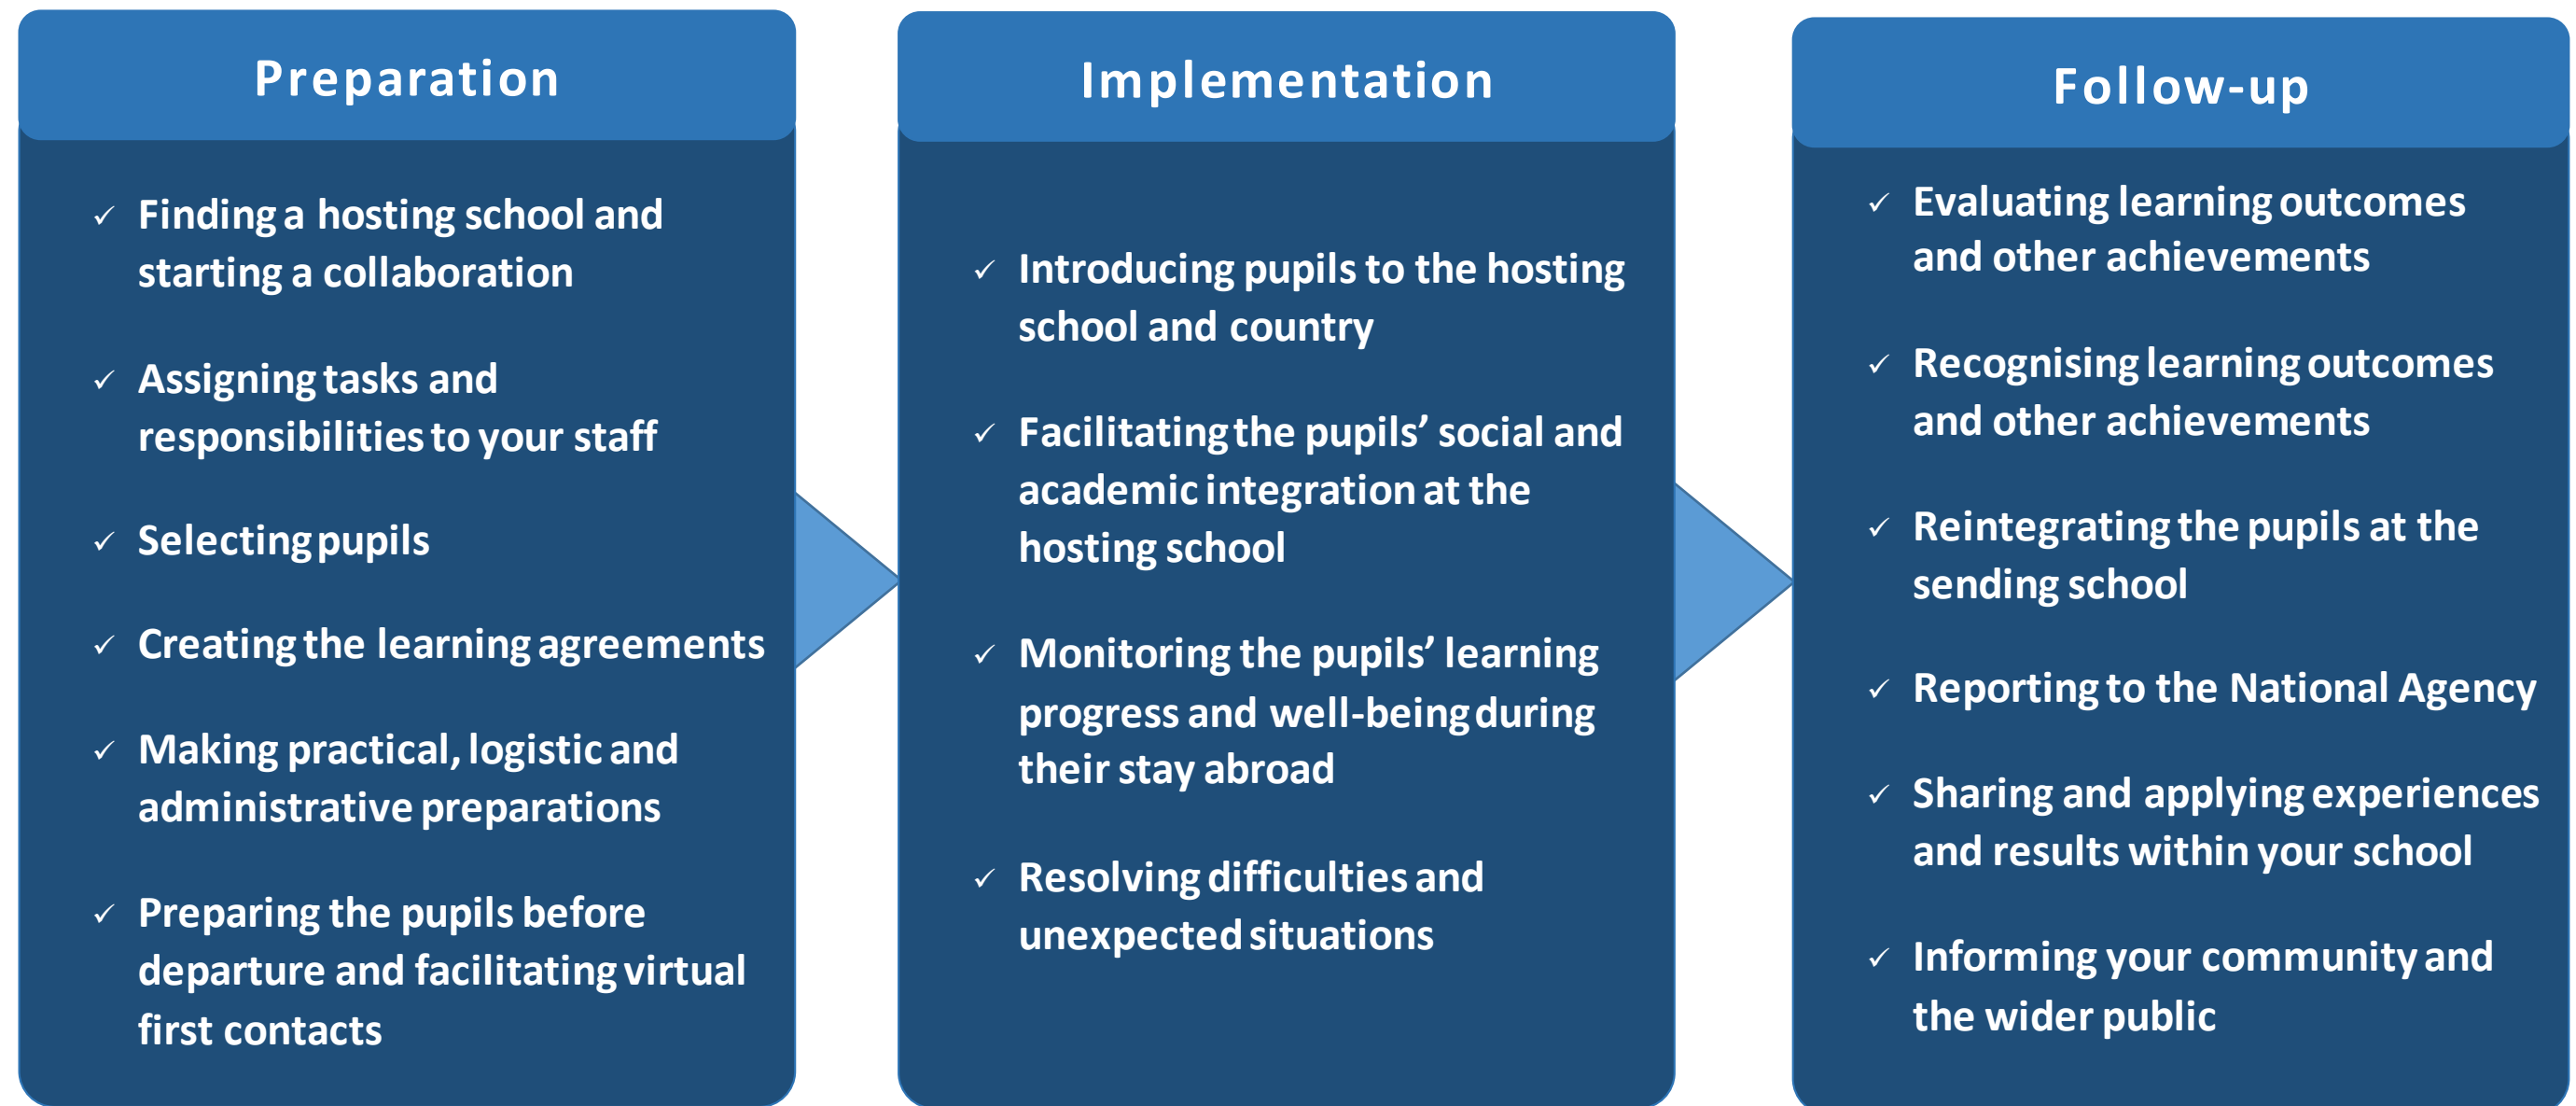 Preparation
✓ Finding a hosting school and
starting a collaboration
✓ Assigning tasks and
responsibilities to your staff
✓ Selecting pupils
✓ Creating the learning agreements
✓ Making practical, logistic and
administrative preparations
✓ Preparing the pupils before
departure and facilitating virtual
first contacts
Implementation
✓ Introducing pupils to the hosting
school and country
✓ Facilitating the pupils’ social and
academic integration at the
hosting school
✓ Monitoring the pupils’ learning
progress and well-being during
their stay abroad
✓ Resolving difficulties and
unexpected situations
Follow-up
✓ Evaluating learning outcomes
and other achievements
✓ Recognising learning outcomes
and other achievements
✓ Reintegrating the pupils at the
sending school
✓ Reporting to the National Agency
✓ Sharing and applying experiences
and results within your school
✓ Informing your community and
the wider public